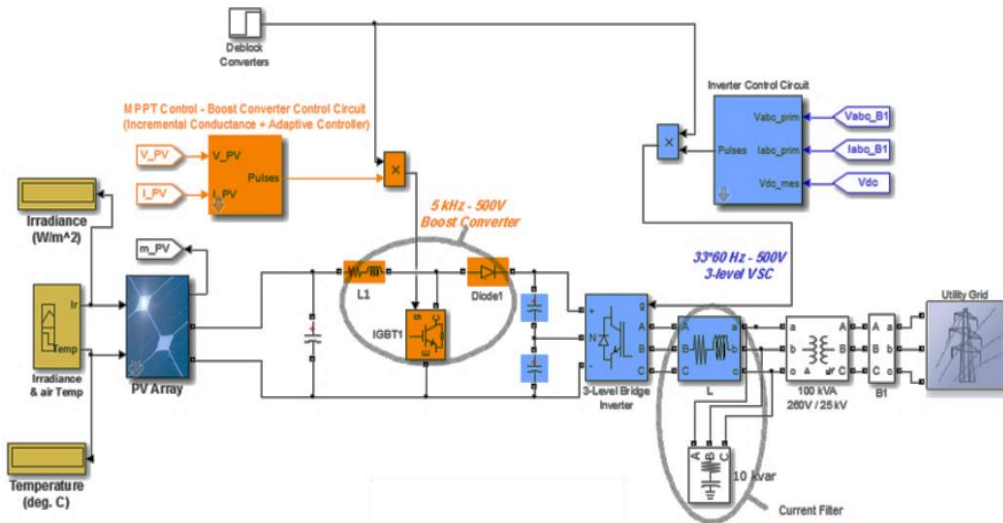 Deblock
Converters
Inverter Control Circuit
MPPT Control - Boost Converter Control Circuit
(Incremental Conductance + Adaptive Controller)
Vabc_prim
Vabc_B1
V_PV
V_PV
Pulses
Iabc_prim
Iabc_B1
Pulses
I_PV
I_PV
Vdc_mes
Vdc
×
×
Irradiance
(W/m^2)
5 kHz - 500V
Boost Converter
m_PV
33*60 Hz - 500V
3-level VSC
Utility Grid
L1
Diode1
Ir
Temp
g
C
E
IGBT1
+
N
-
g
A
B
C
A
B
C
a
b
c
a
b
c
A
B
C
A
B
C
a
b
c
Irradiance
& air Temp
PV Array
3-Level Bridge
Inverter
L
100 kVA
260V / 25 kV
B1
A
B
C
10 kvar
Temperature
(deg. C)
Current Filter